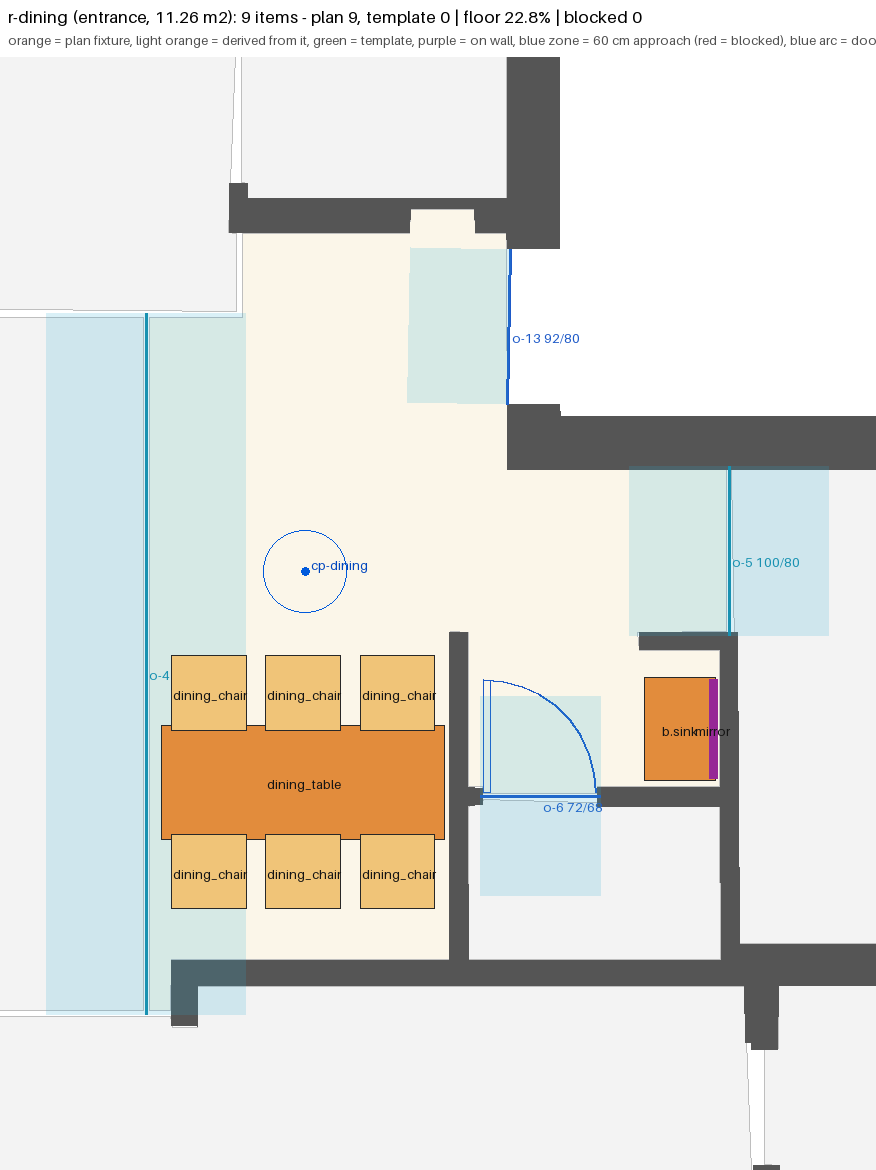 r-dining (entrance, 11.26 m2): 9 items - plan 9, template 0 | floor 22.8% | blocked 0
orange = plan fixture, light orange = derived from it, green = template, purple = on wall, blue zone = 60 cm approach (red = blocked), blue arc = doo
o-13 92/80
o-5 100/80
cp-dining
o-4
dining_chair dining_chair dining_chair
b.sink mirror
dining_table
o-6 72/68
dining_chair dining_chair dining_chair